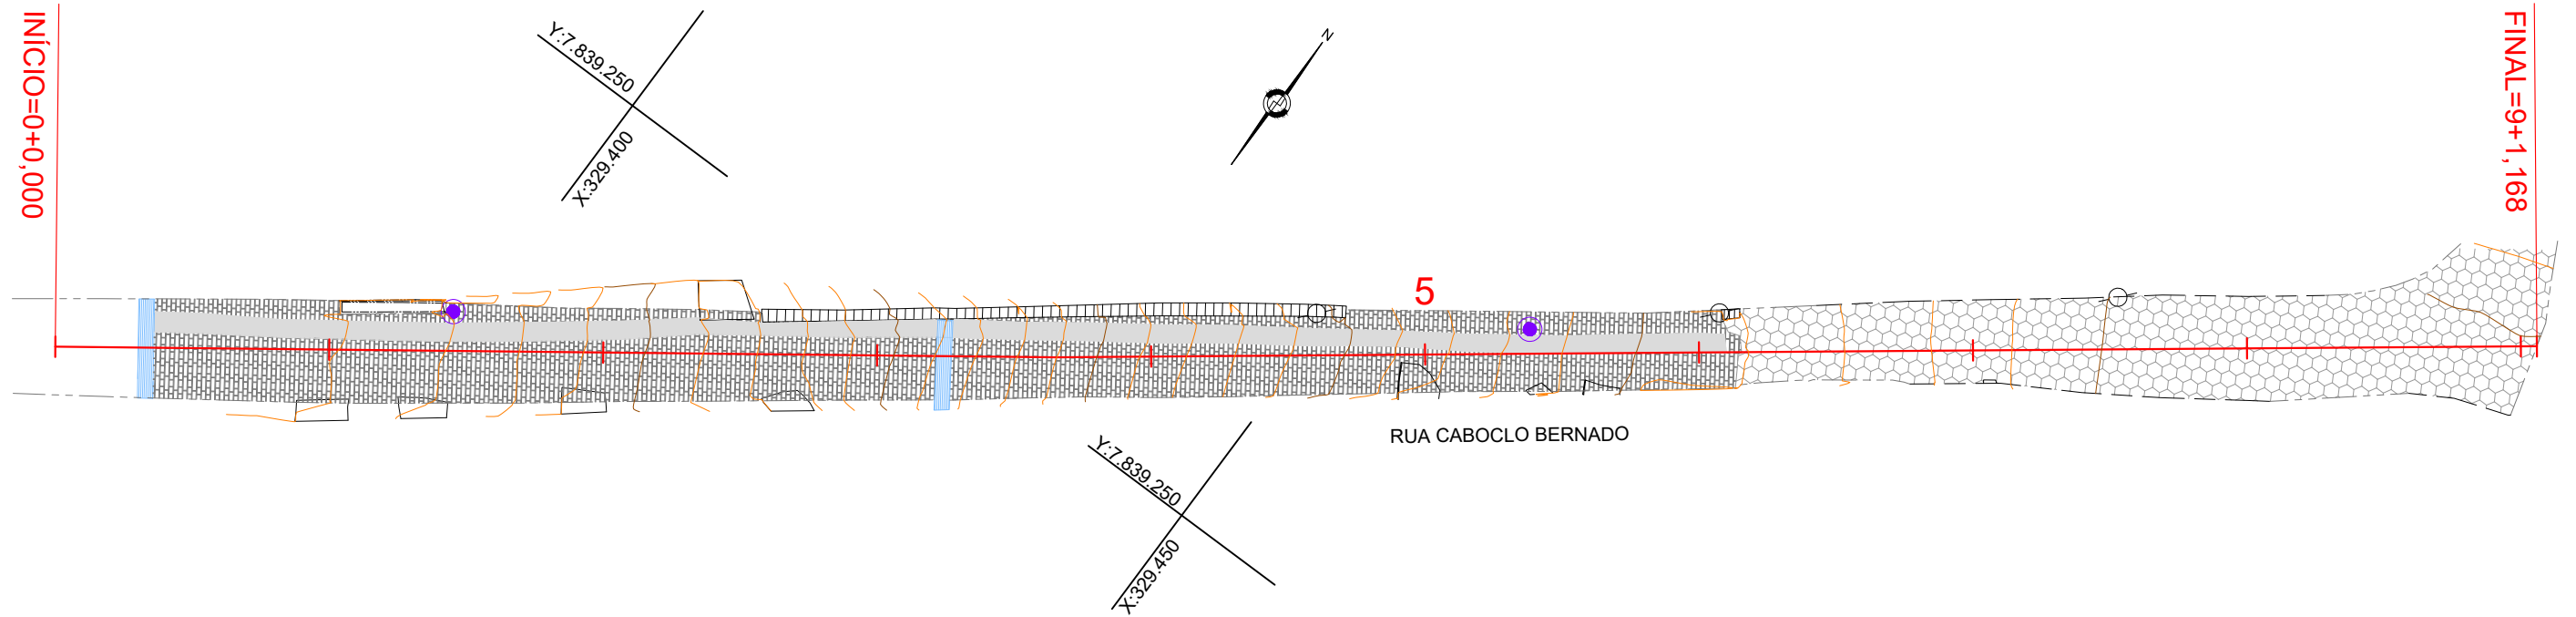 INÍCIO=0+0,000
Y:7.839.250
X:329.400
N
FINAL=9+1,168
5
RUA CABOCLO BERNADO
Y:7.839.250
X:329.450